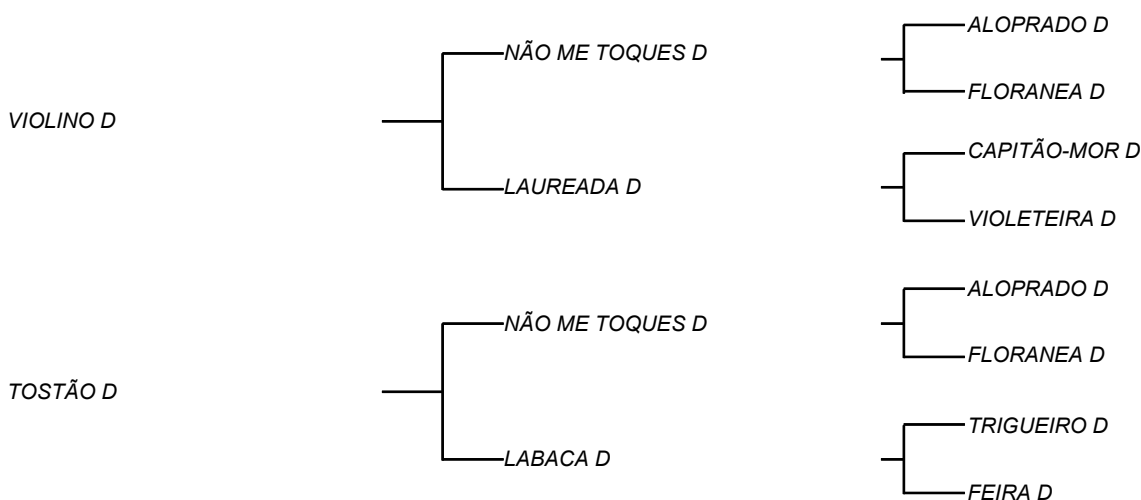 ALOPRADO D
NÃO ME TOQUES D
FLORANEA D
VIOLINO D
CAPITÃO-MOR D
LAUREADA D
VIOLETEIRA D
ALOPRADO D
NÃO ME TOQUES D
FLORANEA D
TOSTÃO D
TRIGUEIRO D
LABACA D
FEIRA D